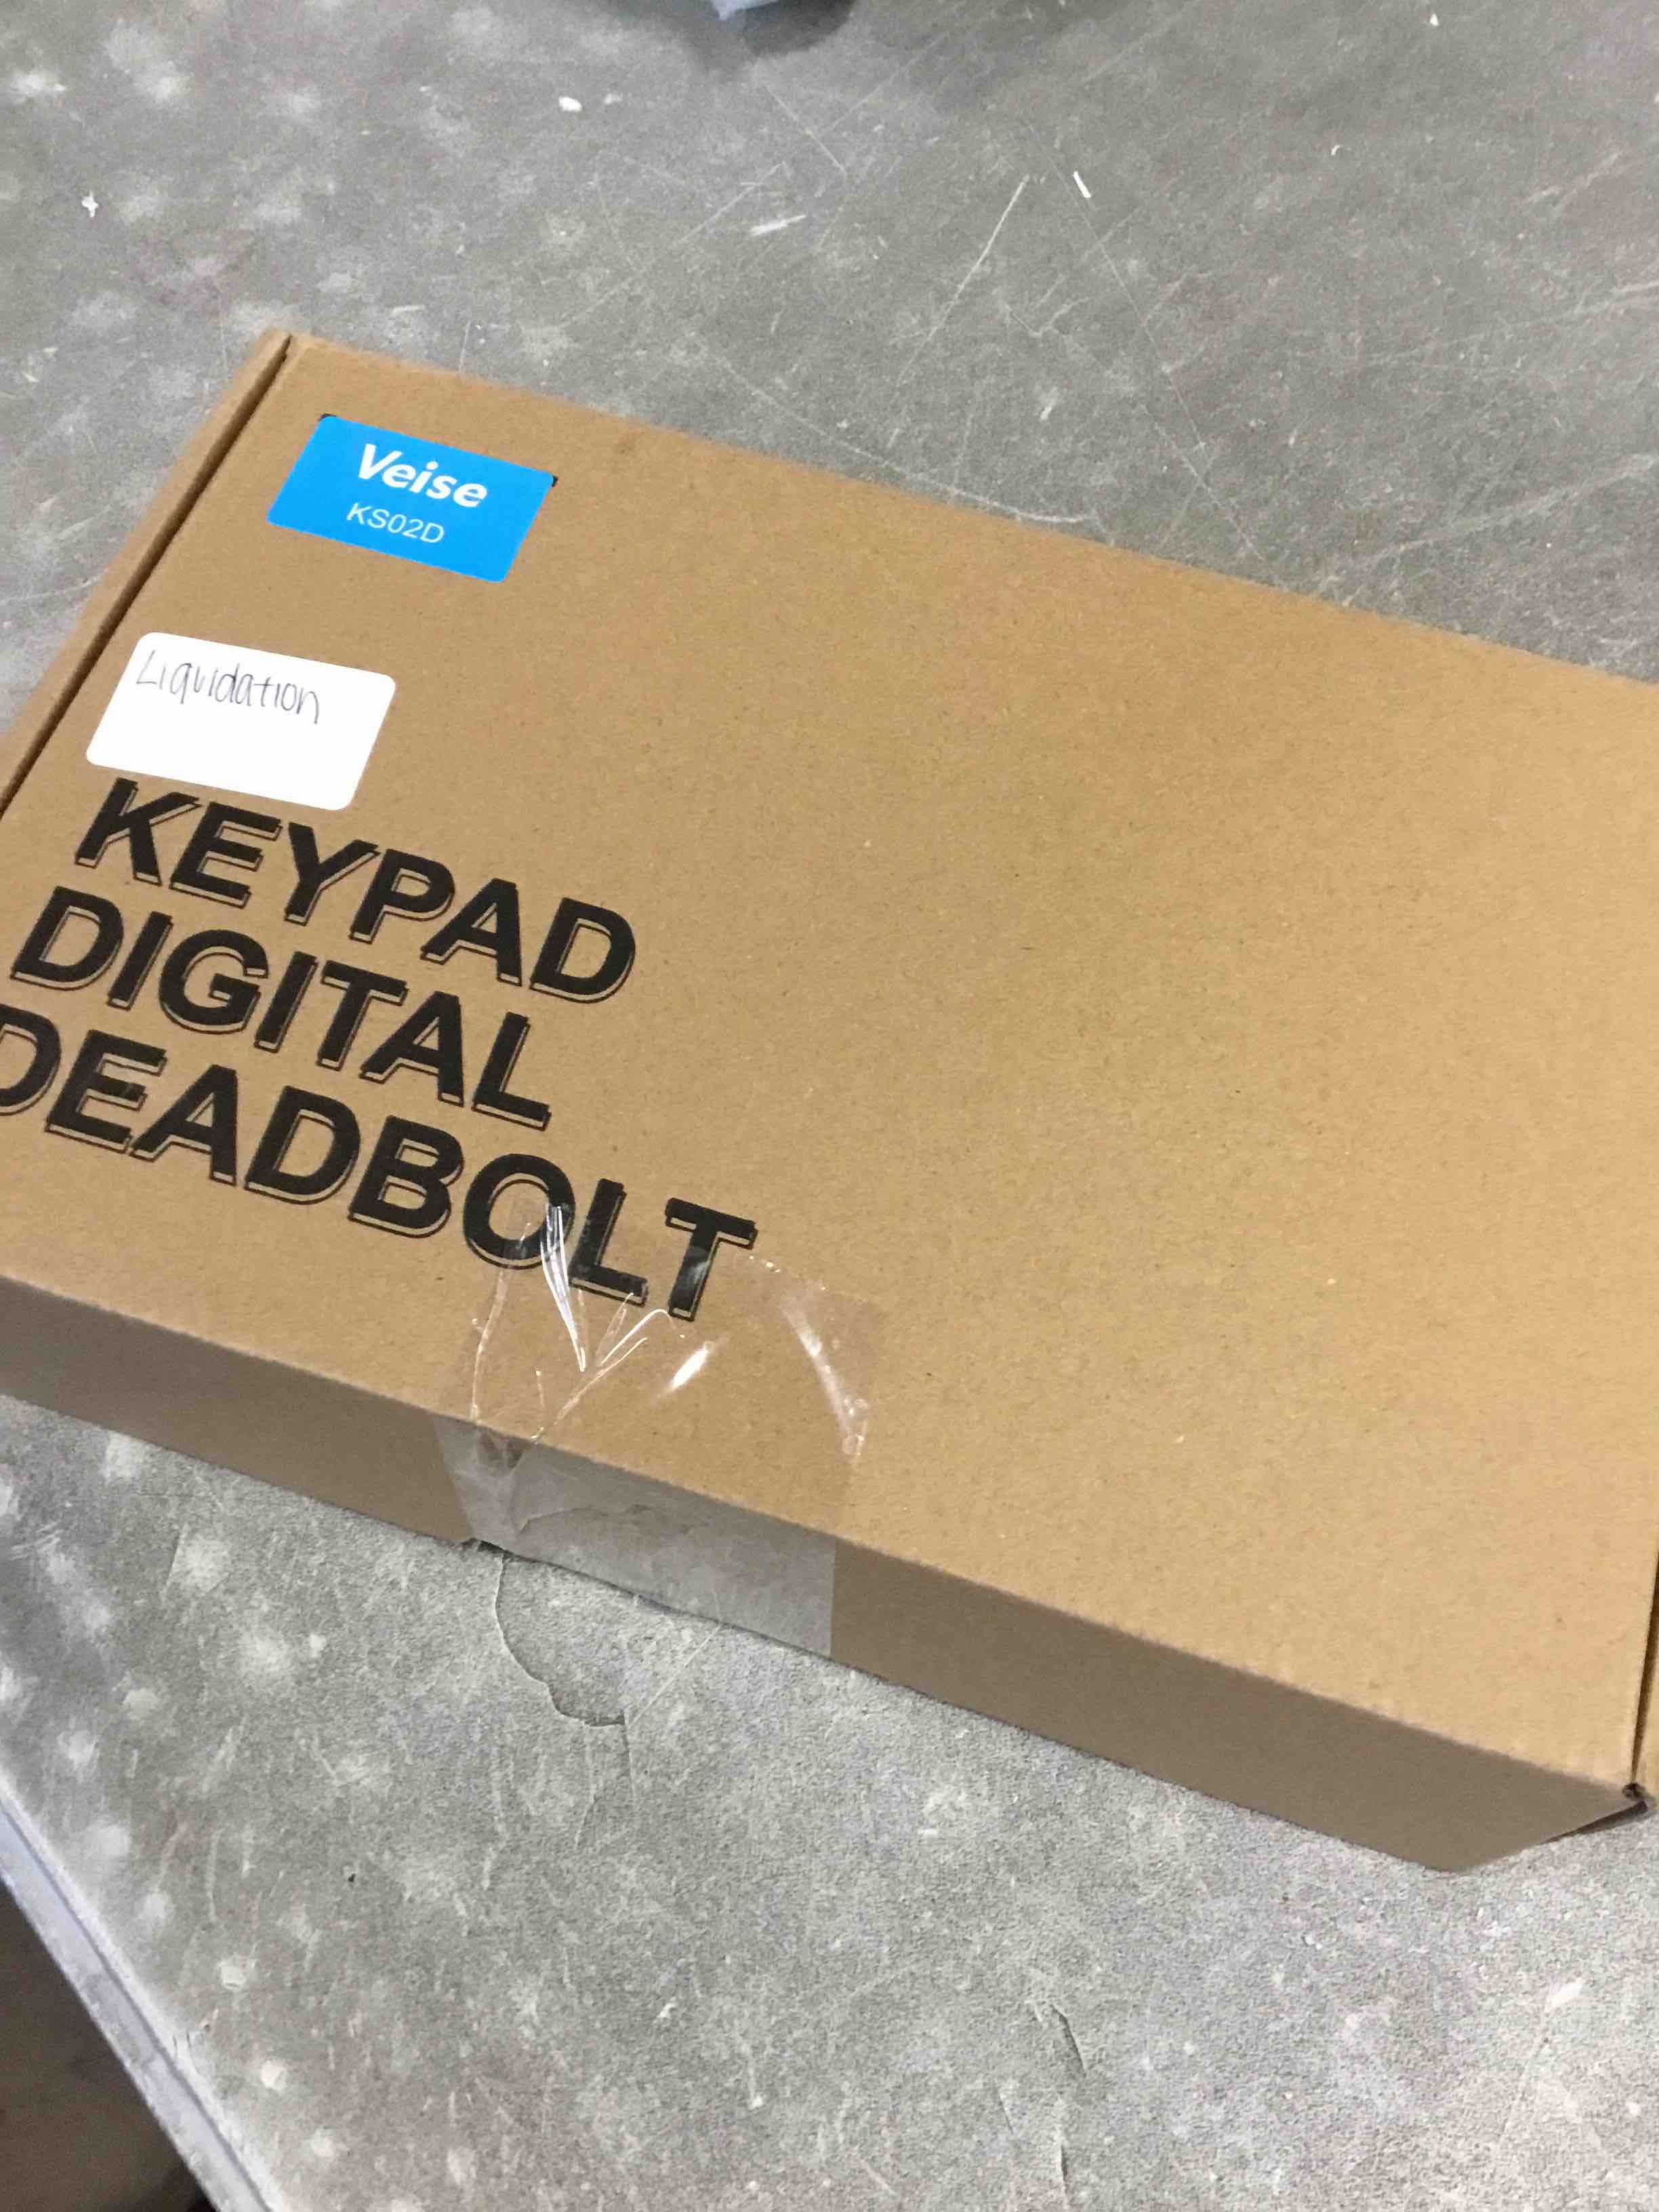 Veise
KS02D
Liquidation
KEYPAD
DIGITAL
DEADBOLT